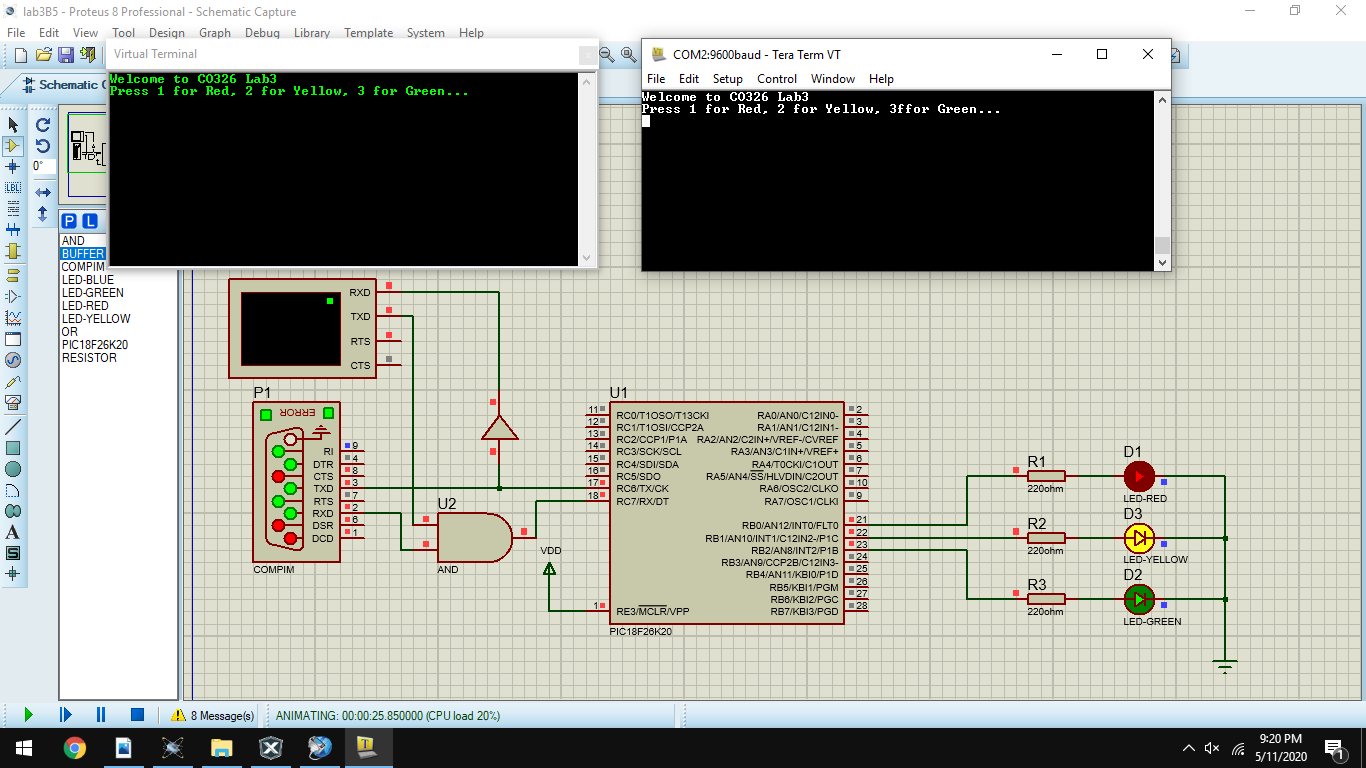 lab3B5 - Proteus 8 Professional - Schematic Capture
File Edit View Tool Design Graph Debug Library Template System Help
Virtual Terminal
Welcome to CO326 Lab3
Press 1 for Red, 2 for Yellow, 3 for Green...
COM2:9600baud - Tera Term VT
File Edit Setup Control Window Help
Welcome to CO326 Lab3
Press 1 for Red, 2 for Yellow, 3ffor Green...
Schematic
0°
LBL
P L
AND
BUFFER
COMPIM
LED-BLUE
LED-GREEN
LED-RED
LED-YELLOW
OR
PIC18F26K20
RESISTOR
A
S
RXD
TXD
RTS
CTS
P1
ERROR
RI 9
DTR 4
CTS 8
TXD 3
RTS 7
RXD 2
DSR 6
DCD 1
COMPIM
U2
AND
VDD
U1
11 RC0/T1OSO/T13CKI
12 RC1/T1OSI/CCP2A
13 RC2/CCP1/P1A
14 RC3/SCK/SCL
15 RC4/SDI/SDA
16 RC5/SDO
17 RC6/TX/CK
18 RC7/RX/DT
1 RE3/MCLR/VPP
RA0/AN0/C12IN0- 2
RA1/AN1/C12IN1- 3
RA2/AN2/C2IN+/VREF-/CVREF 4
RA3/AN3/C1IN+/VREF+ 5
RA4/T0CKI/C1OUT 6
RA5/AN4/SS/HLVDIN/C2OUT 7
RA6/OSC2/CLKO 10
RA7/OSC1/CLKI 9
RB0/AN12/INT0/FLT0 21
RB1/AN10/INT1/C12IN2-/P1C 22
RB2/AN8/INT2/P1B 23
RB3/AN9/CCP2B/C12IN3- 24
RB4/AN11/KBI0/P1D 25
RB5/KBI1/PGM 26
RB6/KBI2/PGC 27
RB7/KBI3/PGD 28
PIC18F26K20
R1
220ohm
R2
220ohm
R3
220ohm
D1
LED-RED
D3
LED-YELLOW
D2
LED-GREEN
8 Message(s)
ANIMATING: 00:00:25.850000 (CPU load 20%)
9:20 PM
5/11/2020
1